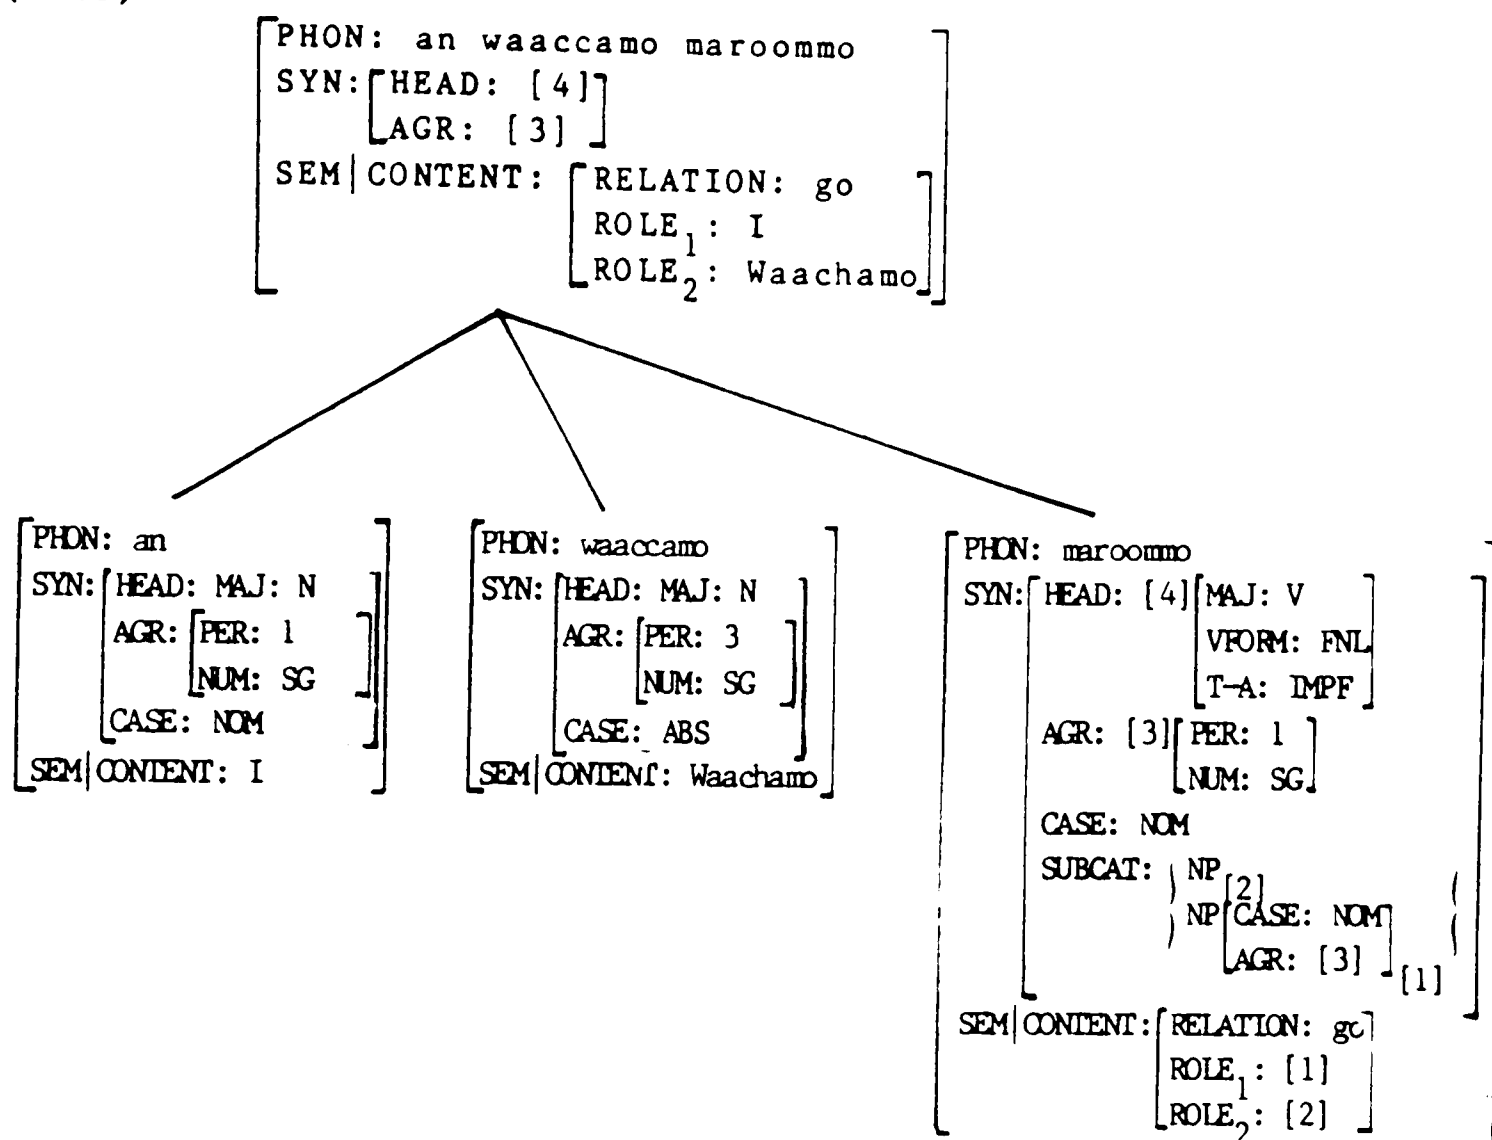 PHON: an waaccamo maroommo
SYN: HEAD: [4]
AGR: [3]
SEM|CONTENT: RELATION: go
ROLE1: I
ROLE2: Waachamo
PHON: an
SYN: HEAD: MAJ: N
AGR: PER: 1
NUM: SG
CASE: NOM
SEM|CONTENT: I
PHON: waaccamo
SYN: HEAD: MAJ: N
AGR: PER: 3
NUM: SG
CASE: ABS
SEM|CONTENT: Waachamo
PHON: maroommo
SYN: HEAD: [4] MAJ: V
VFORM: FNL
T-A: IMPF
AGR: [3] PER: 1
NUM: SG
CASE: NOM
SUBCAT: NP[2]
NP CASE: NOM
AGR: [3] [1]
SEM|CONTENT: RELATION: go
ROLE1: [1]
ROLE2: [2]